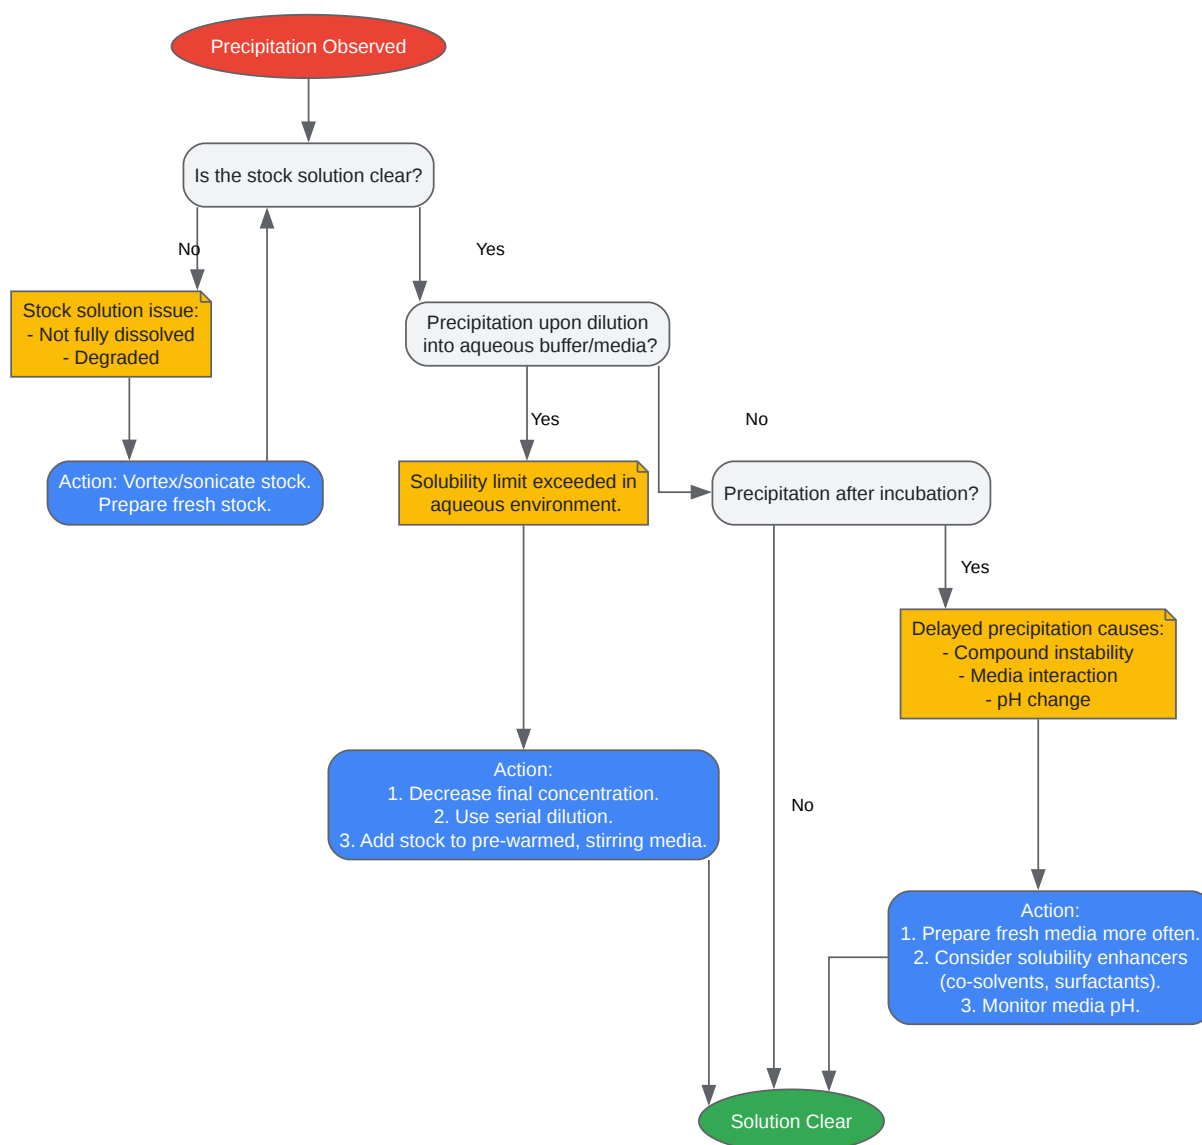 Precipitation Observed
Is the stock solution clear?
No
Yes
Stock solution issue:
- Not fully dissolved
- Degraded
Precipitation upon dilution
into aqueous buffer/media?
Yes
No
Action: Vortex/sonicate stock.
Prepare fresh stock.
Solubility limit exceeded in
aqueous environment.
Precipitation after incubation?
Yes
Delayed precipitation causes:
- Compound instability
- Media interaction
- pH change
Action:
1. Decrease final concentration.
2. Use serial dilution.
3. Add stock to pre-warmed, stirring media.
No
Action:
1. Prepare fresh media more often.
2. Consider solubility enhancers
(co-solvents, surfactants).
3. Monitor media pH.
Solution Clear